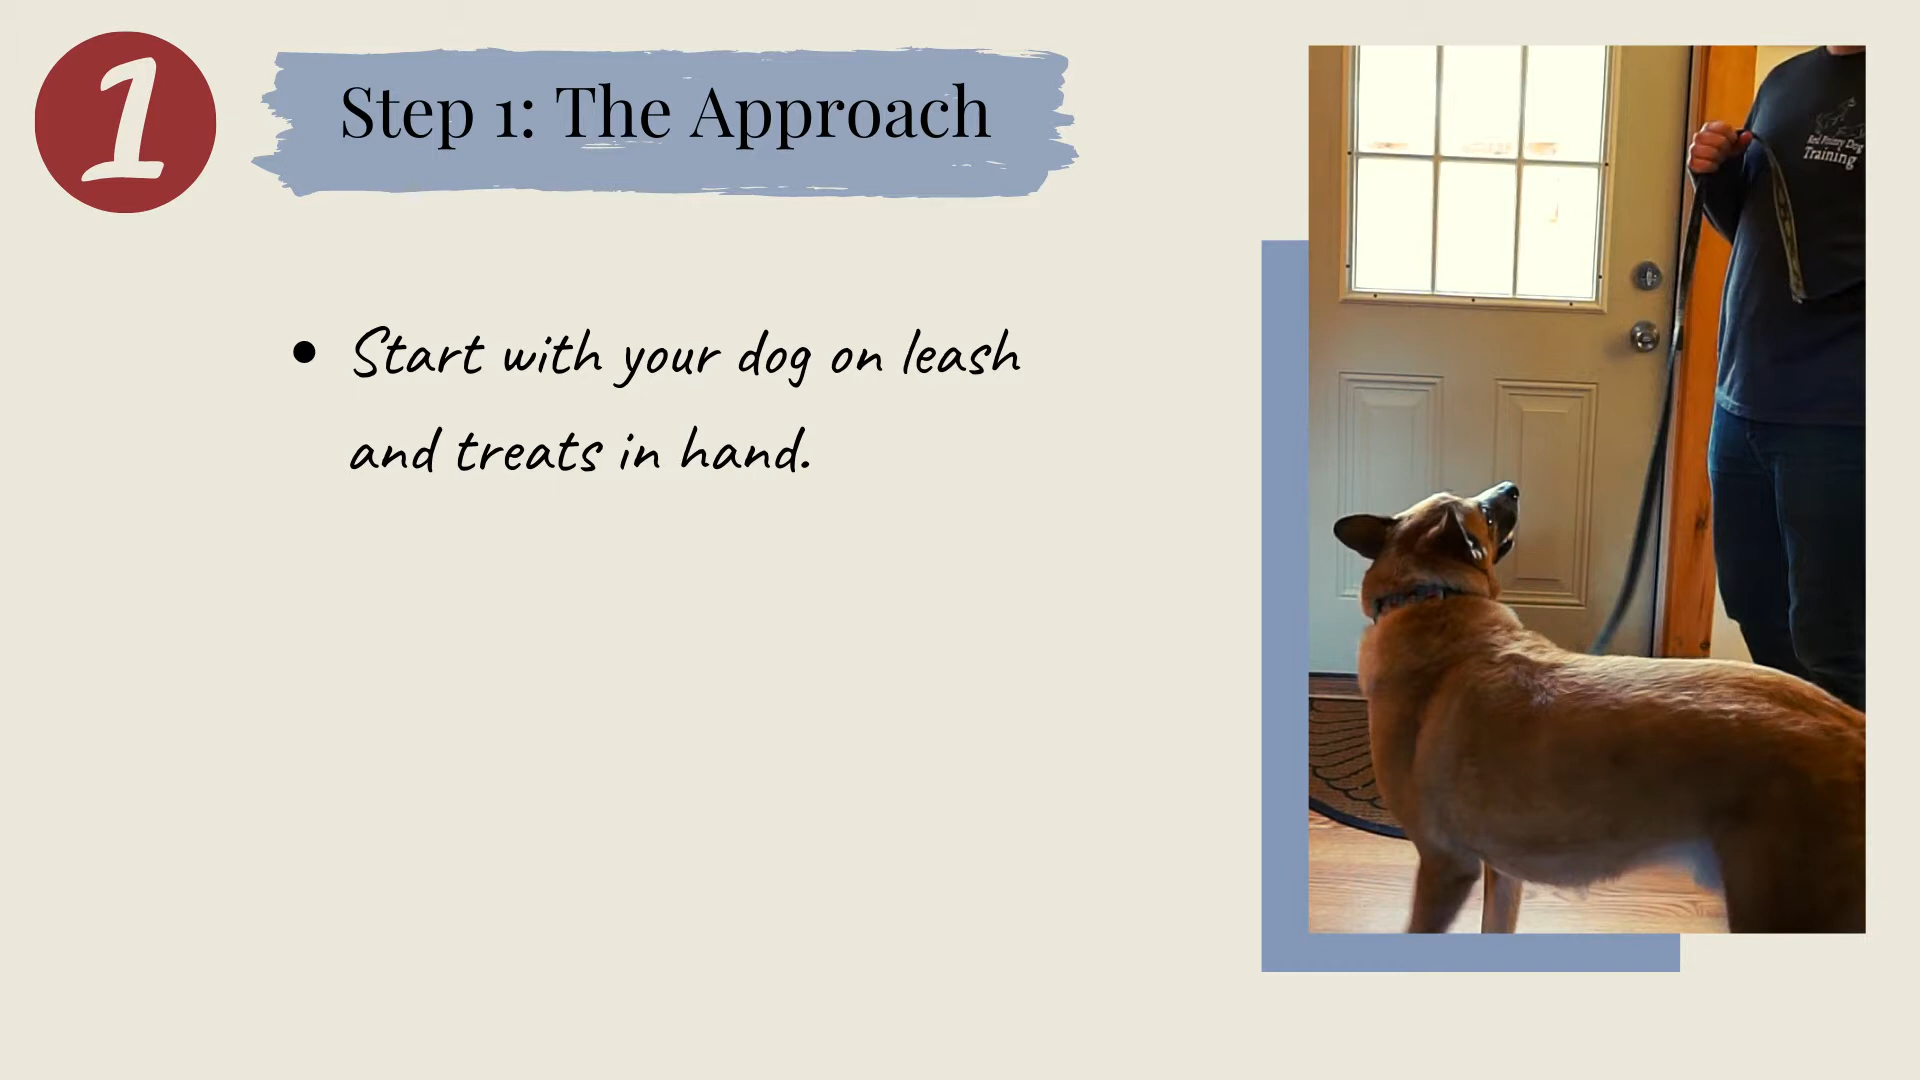 1
Step 1: The Approach
• Start with your dog on leash
and treats in hand.
Training